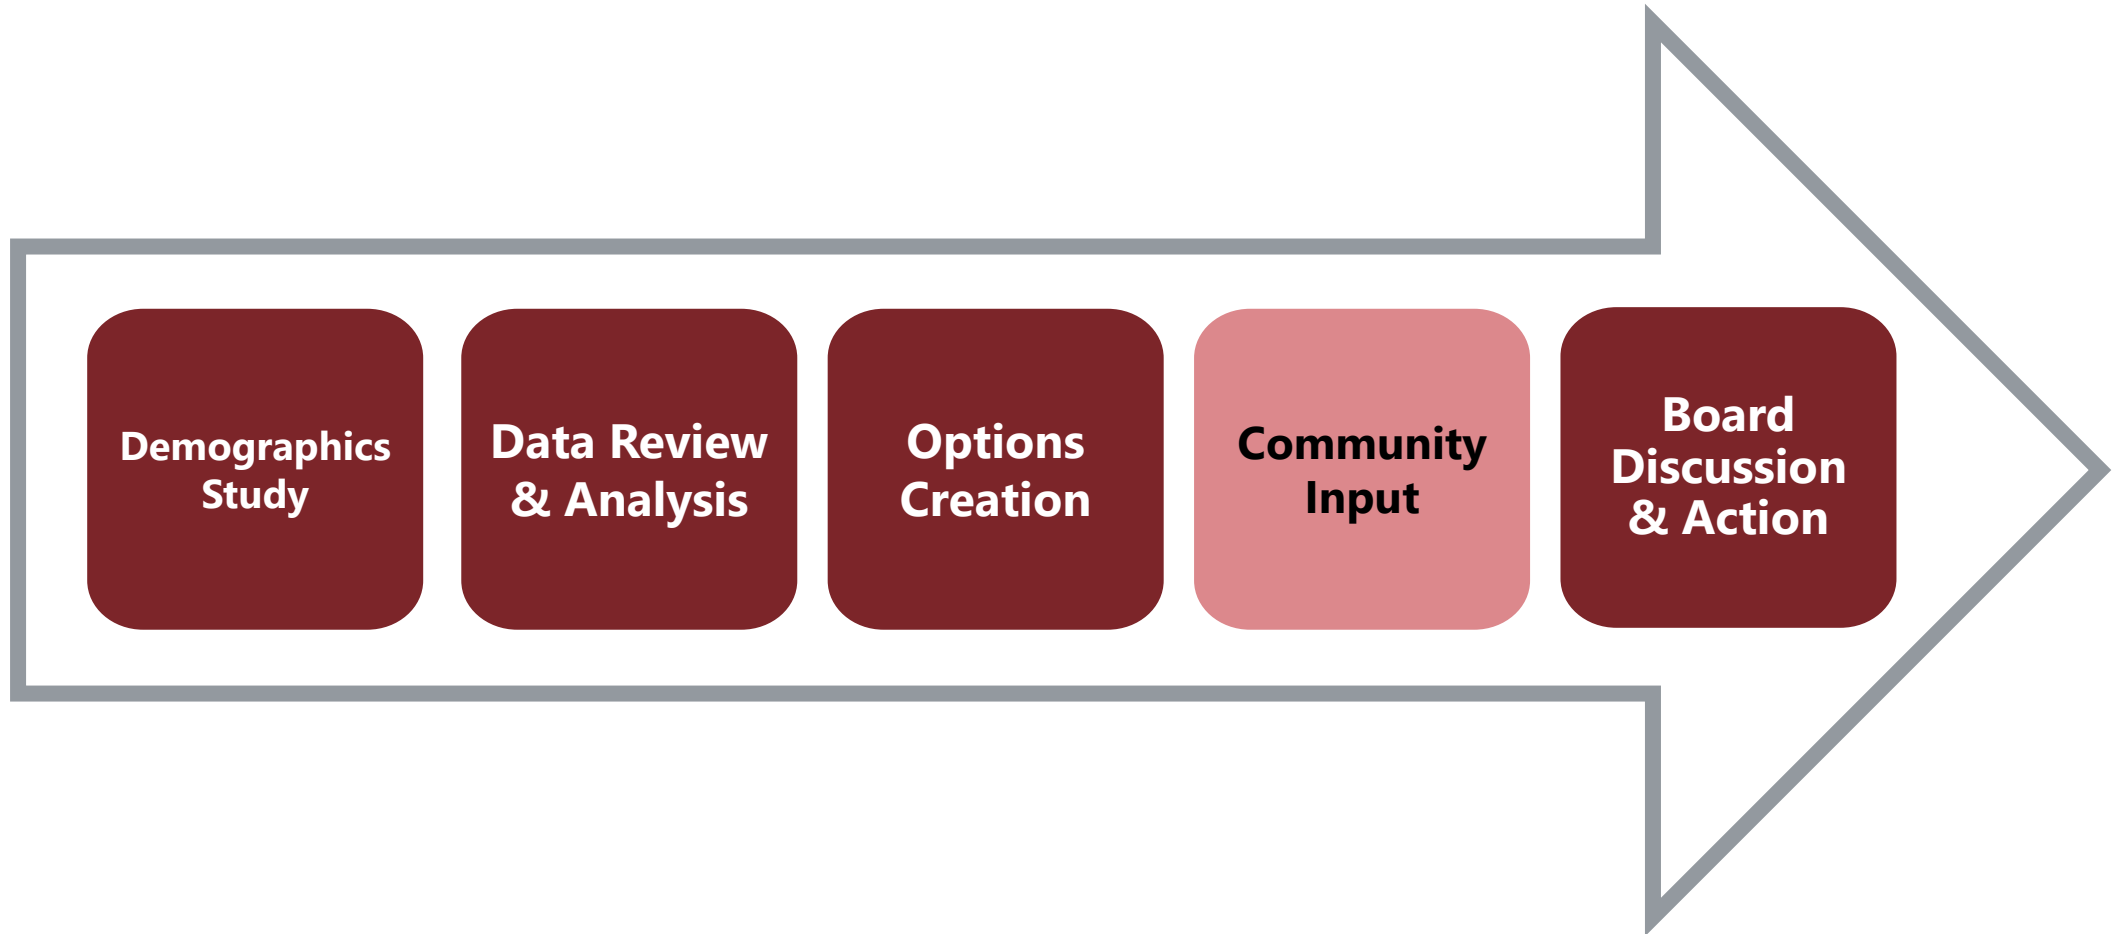 Demographics
Study
Data Review
& Analysis
Options
Creation
Community
Input
Board
Discussion
& Action